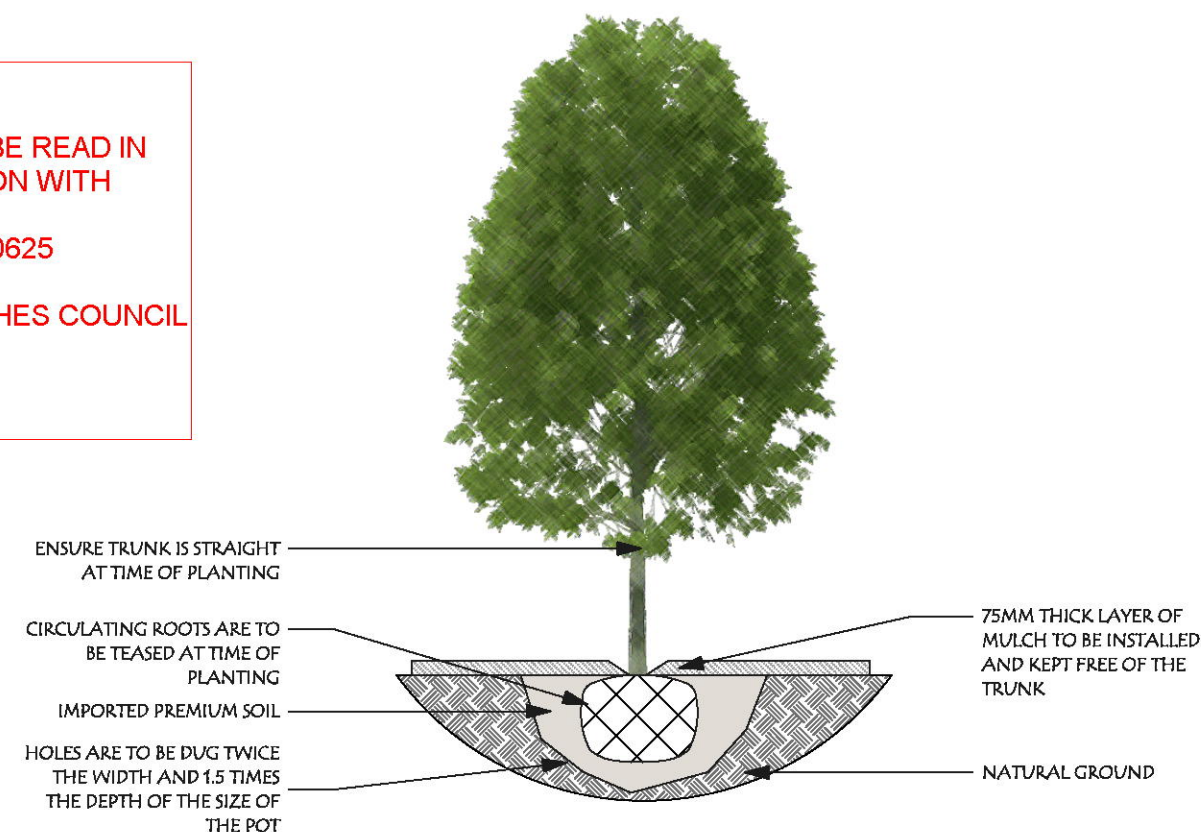 BE READ IN
WITH
0625
COUNCIL
ENSURE TRUNK IS STRAIGHT
AT TIME OF PLANTING
CIRCULATING ROOTS ARE TO
BE TEASED AT TIME OF
PLANTING
IMPORTED PREMIUM SOIL
HOLES ARE TO BE DUG TWICE
THE WIDTH AND 1.5 TIMES
THE DEPTH OF THE SIZE OF
THE POT
75MM THICK LAYER OF
MULCH TO BE INSTALLED
AND KEPT FREE OF THE
TRUNK
NATURAL GROUND